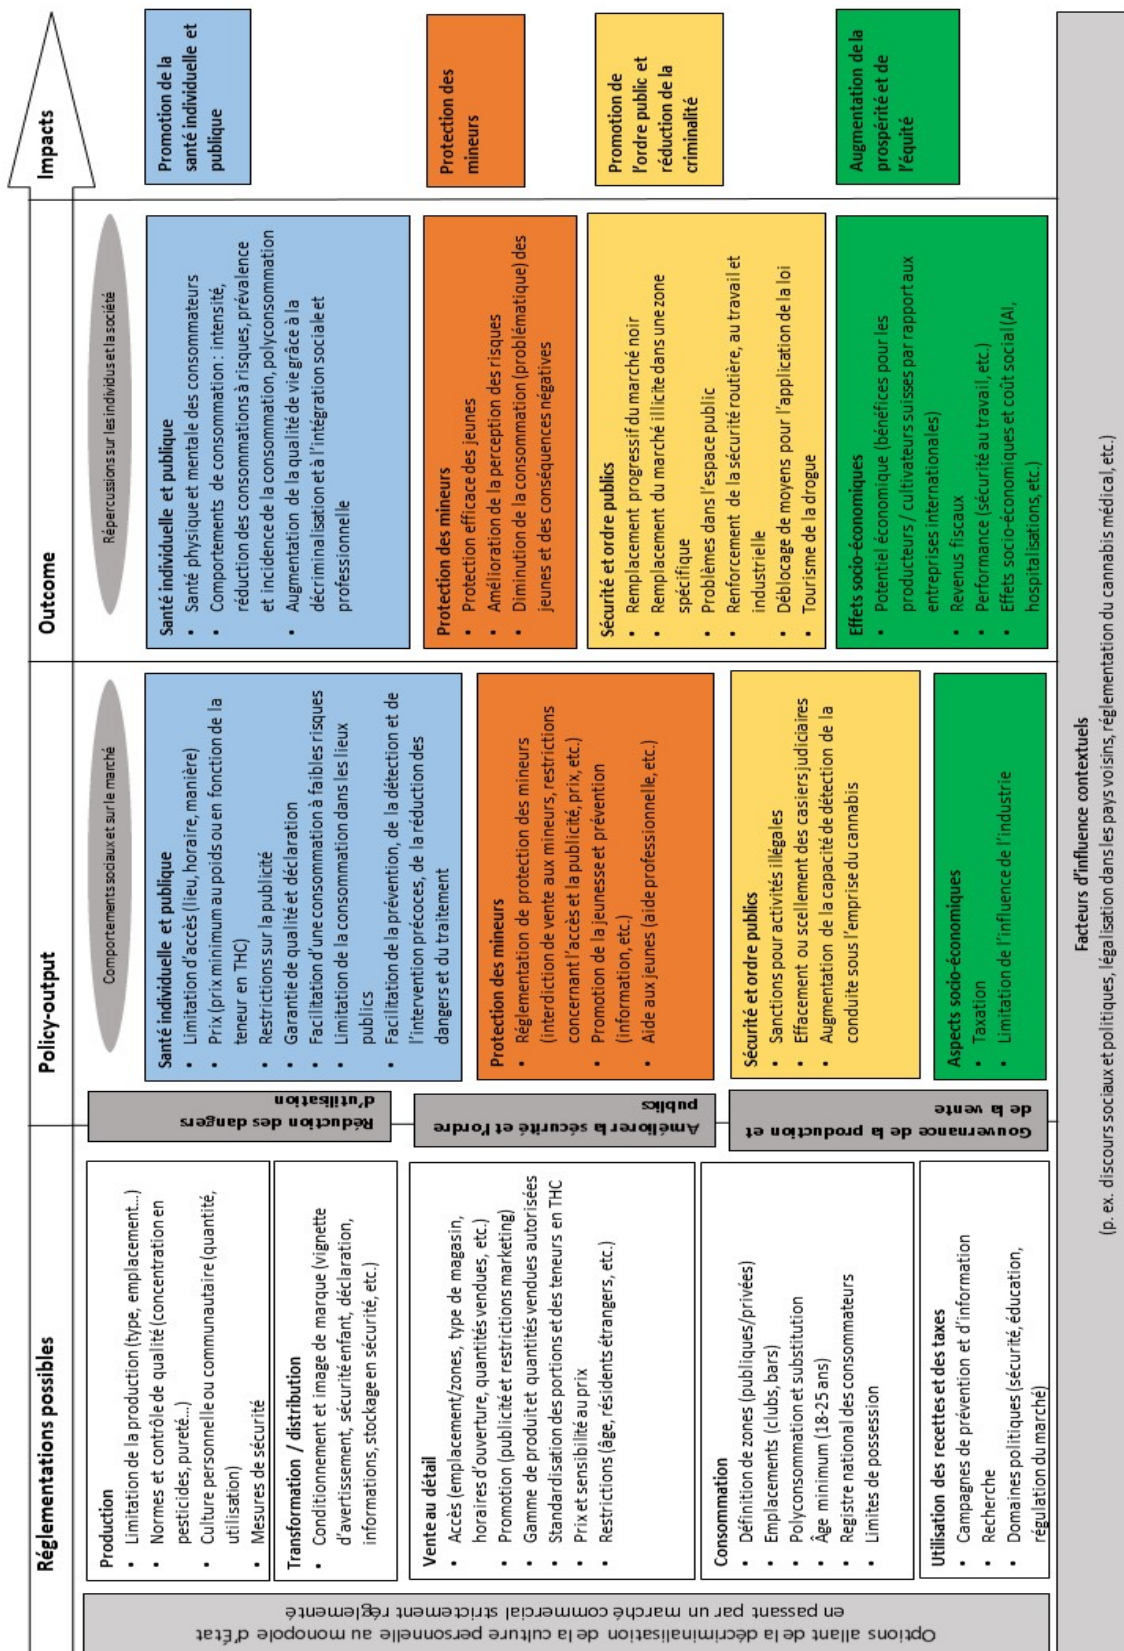 Réglementations possibles
Policy-output
Outcome
Impacts
Comportements sociaux et sur le marché
Répercussions sur les individus et la société
Options allant de la décriminalisation de la culture personnelle au monopole d'État
en passant par un marché commercial strictement réglementé
Production
• Limitation de la production (type, emplacement...)
• Normes et contrôle de qualité (concentration en
pesticides, pureté...)
• Culture personnelle ou communautaire (quantité,
utilisation)
• Mesures de sécurité
Transformation / distribution
• Conditionnement et image de marque (vignette
d'avertissement, sécurité enfant, déclaration,
informations, stockage en sécurité, etc.)
Vente au détail
• Accès (emplacement/zones, type de magasin,
horaires d'ouverture, quantités vendues, etc.)
• Promotion (publicité et restrictions marketing)
• Gamme de produit et quantités vendues autorisées
• Standardisation des portions et des teneurs en THC
• Prix et sensibilité au prix
• Restrictions (âge, résidents étrangers, etc.)
Consommation
• Définition de zones (publiques/privées)
• Emplacements (clubs, bars)
• Polyconsommation et substitution
• Âge minimum (18-25 ans)
• Registre national des consommateurs
• Limites de possession
Utilisation des recettes et des taxes
• Campagnes de prévention et d'information
• Recherche
• Domaines politiques (sécurité, éducation,
régulation du marché)
Réduction des dangers
d'utilisation
Améliorer la sécurité et l'ordre
publics
Gouvernance de la production et
de la vente
Santé individuelle et publique
• Limitation d'accès (lieu, horaire, manière)
• Prix (prix minimum au poids ou en fonction de la
teneur en THC)
• Restrictions sur la publicité
• Garantie de qualité et déclaration
• Facilitation d'une consommation à faibles risques
• Limitation de la consommation dans les lieux
publics
• Facilitation de la prévention, de la détection et de
l'intervention précoces, de la réduction des
dangers et du traitement
Protection des mineurs
• Réglementation de protection des mineurs
(interdiction de vente aux mineurs, restrictions
concernant l'accès et la publicité, prix, etc.)
• Promotion de la jeunesse et prévention
(information, etc.)
• Aide aux jeunes (aide professionnelle, etc.)
Sécurité et ordre publics
• Sanctions pour activités illégales
• Effacement ou scellement des casiers judiciaires
• Augmentation de la capacité de détection de la
conduite sous l'emprise du cannabis
Aspects socio-économiques
• Taxation
• Limitation de l'influence de l'industrie
Santé individuelle et publique
• Santé physique et mentale des consommateurs
• Comportements de consommation : intensité,
réduction des consommations à risques, prévalence
et incidence de la consommation, polyconsommation
• Augmentation de la qualité de vie grâce à la
décriminalisation et à l'intégration sociale et
professionnelle
Protection des mineurs
• Protection efficace des jeunes
• Amélioration de la perception des risques
• Diminution de la consommation (problématique) des
jeunes et des conséquences négatives
Sécurité et ordre publics
• Remplacement progressif du marché noir
• Remplacement du marché illicite dans une zone
spécifique
• Problèmes dans l'espace public
• Renforcement de la sécurité routière, au travail et
industrielle
• Déblocage de moyens pour l'application de la loi
• Tourisme de la drogue
Effets socio-économiques
• Potentiel économique (bénéfices pour les
producteurs / cultivateurs suisses par rapport aux
entreprises internationales)
• Revenus fiscaux
• Performance (sécurité au travail, etc.)
• Effets socio-économiques et coût social (AI,
hospitalisations, etc.)
Promotion de la
santé individuelle et
publique
Protection des
mineurs
Promotion de
l'ordre public et
réduction de la
criminalité
Augmentation de la
prospérité et de
l'équité
Facteurs d'influence contextuels
(p. ex. discours sociaux et politiques, légalisation dans les pays voisins, réglementation du cannabis médical, etc.)